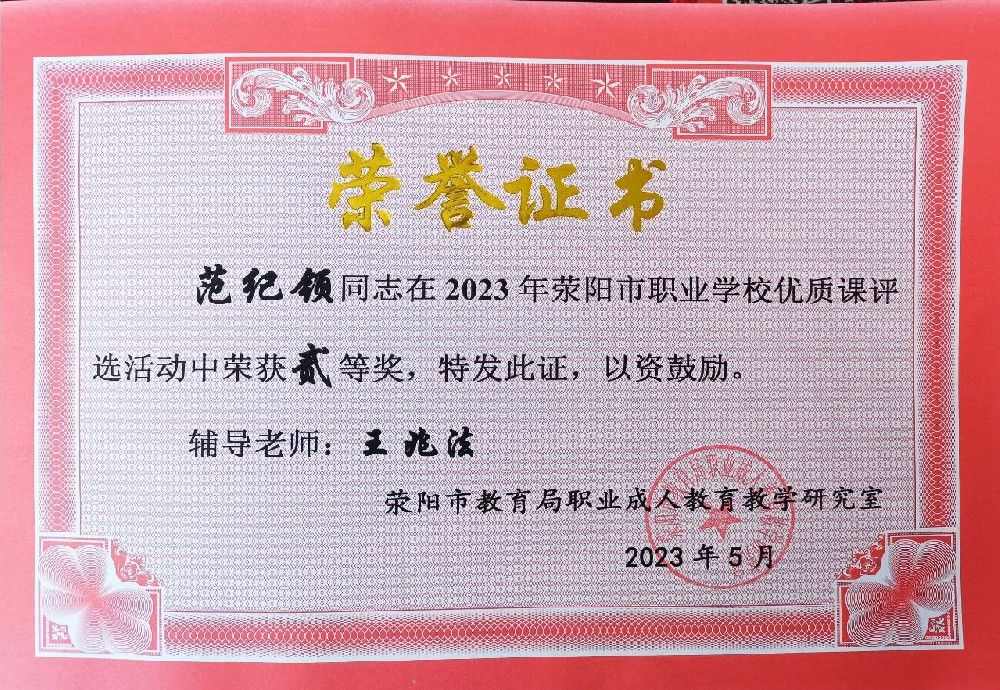 荣誉证书
范纪领同志在2023年荥阳市职业学校优质课评
选活动中荣获贰等奖，特发此证，以资鼓励。
辅导老师：王兆法
荥阳市教育局职业成人教育教学研究室
2023年5月